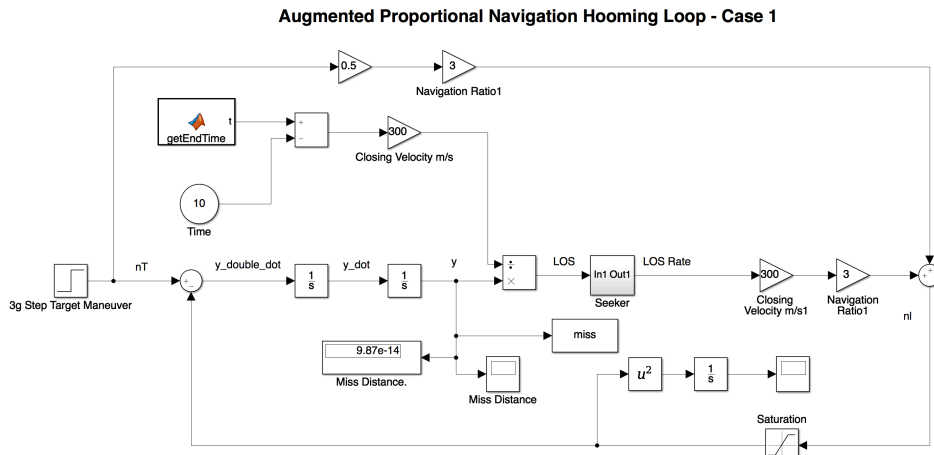 Augmented Proportional Navigation Hooming Loop - Case 1
0.5
3
Navigation Ratio1
t
getEndTime
+
−
300
Closing Velocity m/s
10
Time
nT
y_double_dot
y_dot
y
÷
×
LOS
In1 Out1
LOS Rate
Seeker
300
Closing
Velocity m/s1
3
Navigation
Ratio1
+
+
nl
3g Step Target Maneuver
+
−
1
s
1
s
miss
9.87e-14
Miss Distance.
Miss Distance
u²
1
s
Saturation